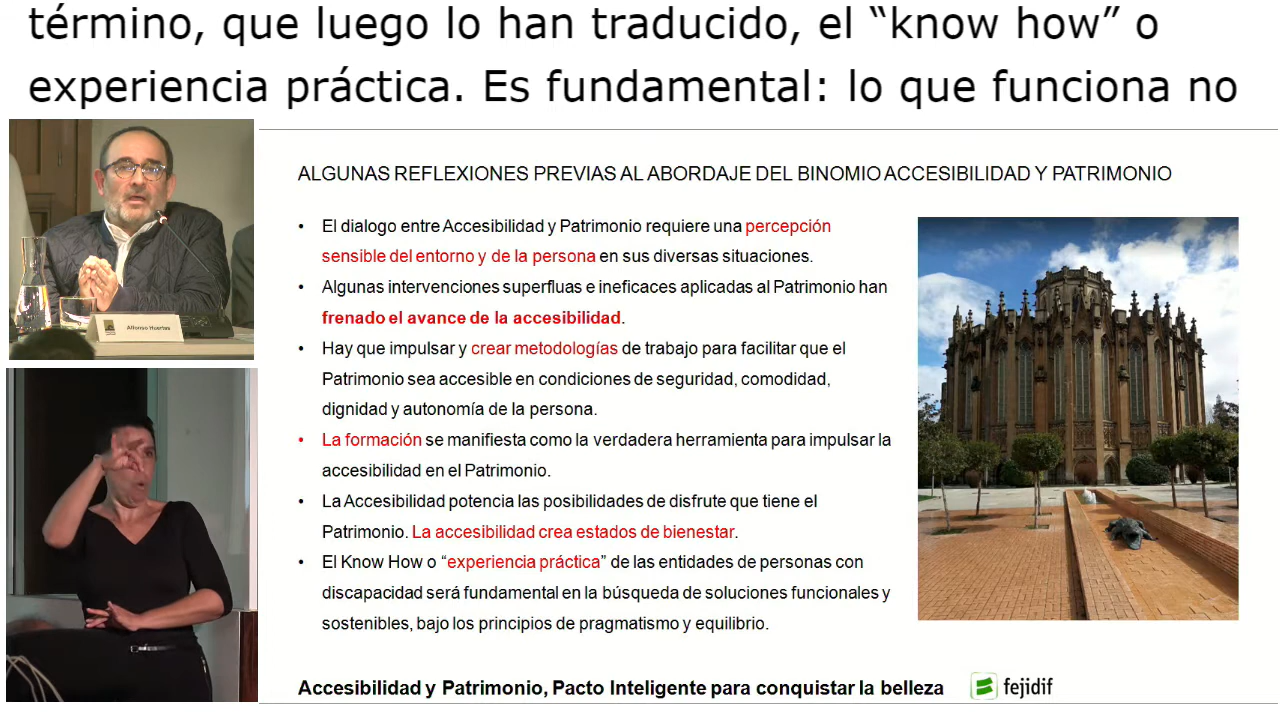 término, que luego lo han traducido, el “know how” o
experiencia práctica. Es fundamental: lo que funciona no
Alfonso Huertas
ALGUNAS REFLEXIONES PREVIAS AL ABORDAJE DEL BINOMIO ACCESIBILIDAD Y PATRIMONIO
• El dialogo entre Accesibilidad y Patrimonio requiere una percepción
sensible del entorno y de la persona en sus diversas situaciones.
• Algunas intervenciones superfluas e ineficaces aplicadas al Patrimonio han
frenado el avance de la accesibilidad.
• Hay que impulsar y crear metodologías de trabajo para facilitar que el
Patrimonio sea accesible en condiciones de seguridad, comodidad,
dignidad y autonomía de la persona.
• La formación se manifiesta como la verdadera herramienta para impulsar la
accesibilidad en el Patrimonio.
• La Accesibilidad potencia las posibilidades de disfrute que tiene el
Patrimonio. La accesibilidad crea estados de bienestar.
• El Know How o “experiencia práctica” de las entidades de personas con
discapacidad será fundamental en la búsqueda de soluciones funcionales y
sostenibles, bajo los principios de pragmatismo y equilibrio.
Accesibilidad y Patrimonio, Pacto Inteligente para conquistar la belleza
fejidif